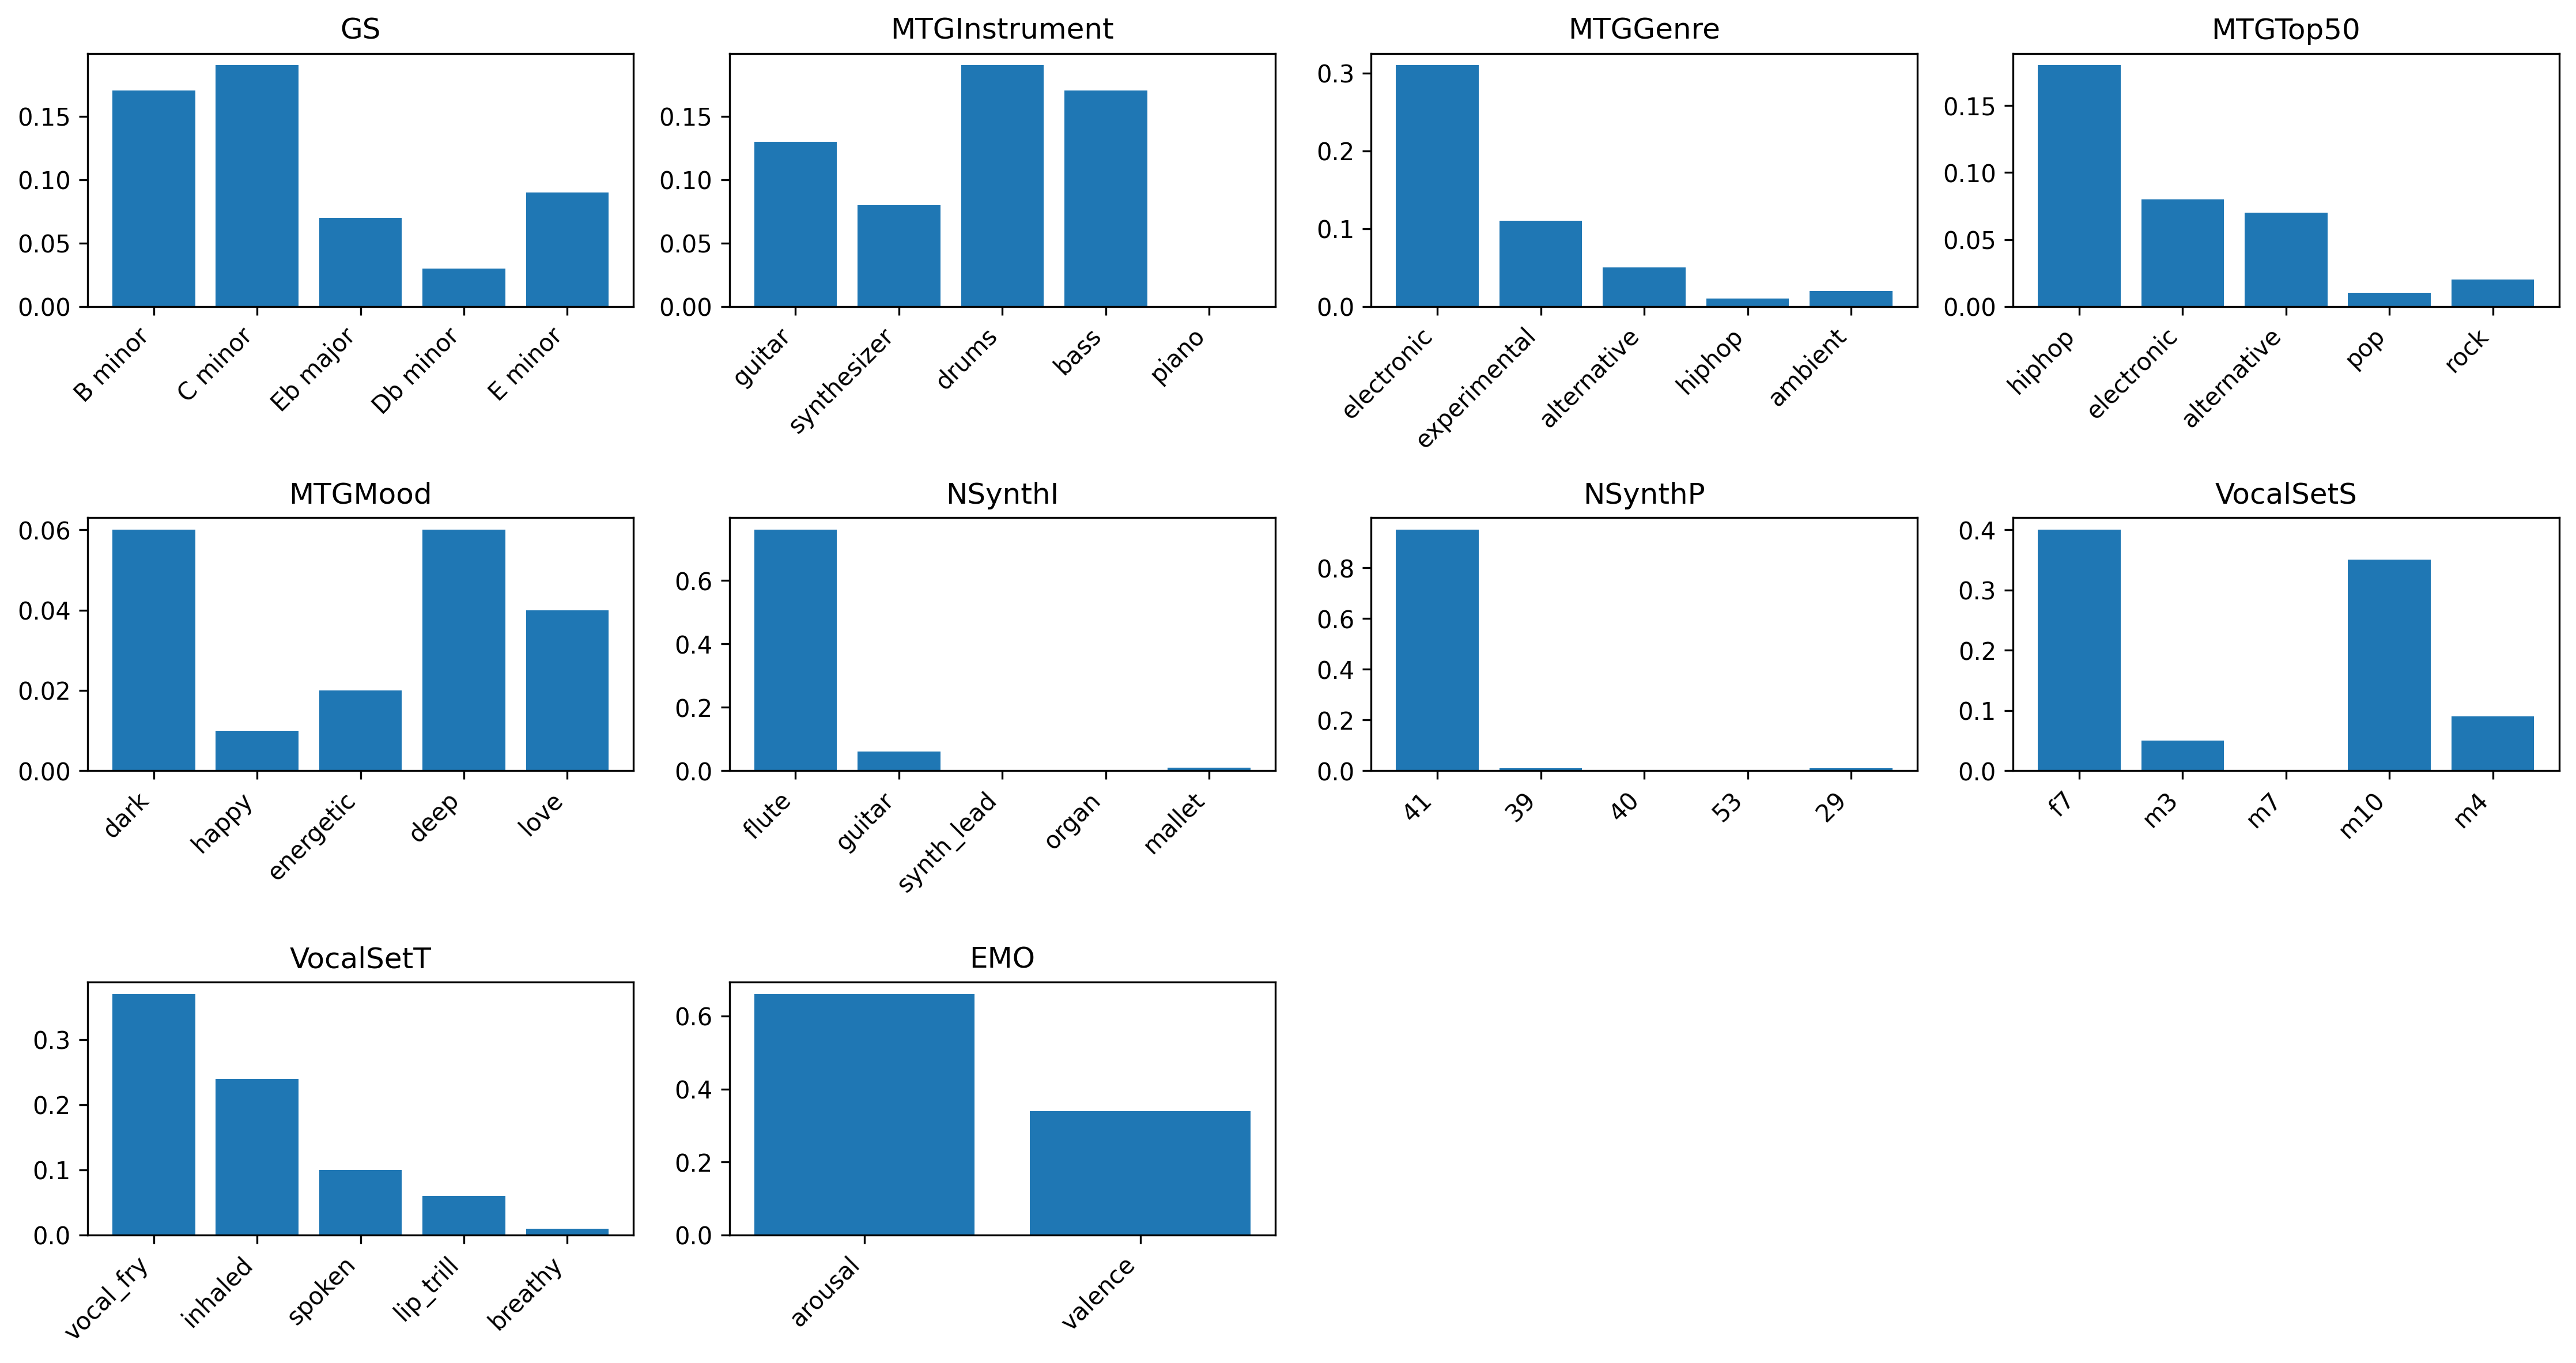 GS
0.15
0.10
0.05
0.00
B minor
C minor
Eb major
Db minor
E minor
MTGInstrument
0.15
0.10
0.05
0.00
guitar
synthesizer
drums
bass
piano
MTGGenre
0.3
0.2
0.1
0.0
electronic
experimental
alternative
hiphop
ambient
MTGTop50
0.15
0.10
0.05
0.00
hiphop
electronic
alternative
pop
rock
MTGMood
0.06
0.04
0.02
0.00
dark
happy
energetic
deep
love
NSynthI
0.6
0.4
0.2
0.0
flute
guitar
synth_lead
organ
mallet
NSynthP
0.8
0.6
0.4
0.2
0.0
41
39
40
53
29
VocalSetS
0.4
0.3
0.2
0.1
0.0
f7
m3
m7
m10
m4
VocalSetT
0.3
0.2
0.1
0.0
vocal_fry
inhaled
spoken
lip_trill
breathy
EMO
0.6
0.4
0.2
0.0
arousal
valence